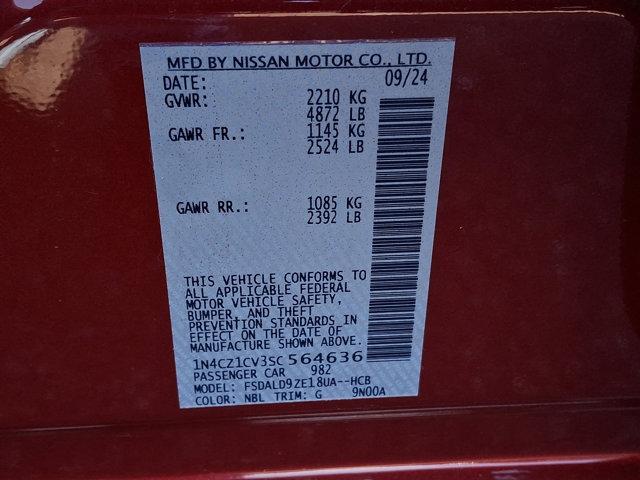 MFD BY NISSAN MOTOR CO., LTD.
DATE: 09/24
GVWR: 2210 KG
4872 LB
GAWR FR.: 1145 KG
2524 LB
GAWR RR.: 1085 KG
2392 LB
THIS VEHICLE CONFORMS TO
ALL APPLICABLE FEDERAL
MOTOR VEHICLE SAFETY,
BUMPER, AND THEFT
PREVENTION STANDARDS IN
EFFECT ON THE DATE OF
MANUFACTURE SHOWN ABOVE.
1N4CZ1CV3SC564636
PASSENGER CAR 982
MODEL: FSDALD9ZE18UA--HCB
COLOR: NBL TRIM: G 9N00A